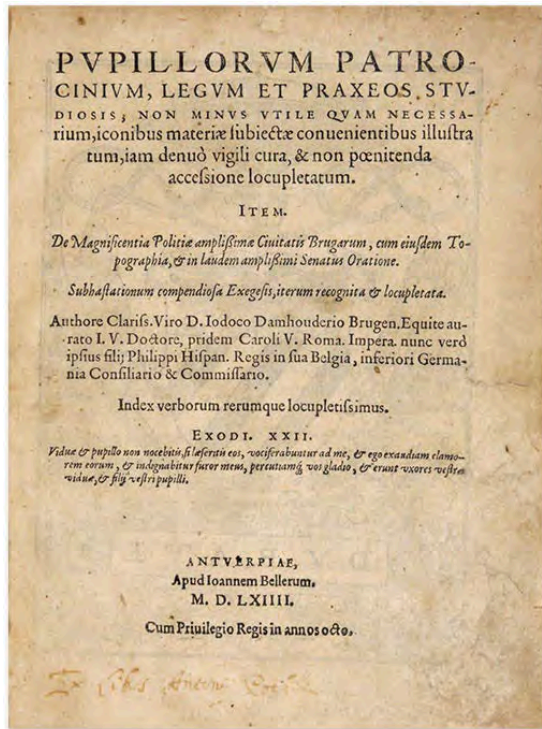 PVPILLORVM PATRO-
CINIVM, LEGVM ET PRAXEOS STV-
DIOSIS, NON MINVS VTILE QVAM NECESSA-
rium, iconibus materiæ subiectæ conuenientibus illustra
tum, iam denuò vigili cura, & non pœnitenda
accessione locupletatum.
ITEM.
De Magnificentia Politiæ amplißimæ Ciuitatis Brugarum, cum eiusdem To-
pographia, & in laudem amplißimi Senatus Oratione.
Subhastationum compendiosa Exegesis, iterum recognita & locupletata.
Authore Clariss. Viro D. Iodoco Damhouderio Brugen. Equite au-
rato I. V. Doctore, pridem Caroli V. Roma. Impera. nunc verò
ipsius filij Philippi Hispan. Regis in sua Belgia, inferiori Germa-
nia Consiliario & Commissario.
Index verborum rerumque locupletissimus.
EXODI. XXII.
Viduæ & pupillo non nocebitis, si læseritis eos, vociferabuntur ad me, & ego exaudiam clamo-
rem eorum, & indignabitur furor meus, percutiamq́; vos gladio, & erunt vxores vestræ
viduæ, & filij vestri pupilli.
ANTVERPIAE,
Apud Ioannem Bellerum.
M. D. LXIIII.
Cum Priuilegio Regis in annos octo.
Ex Libris